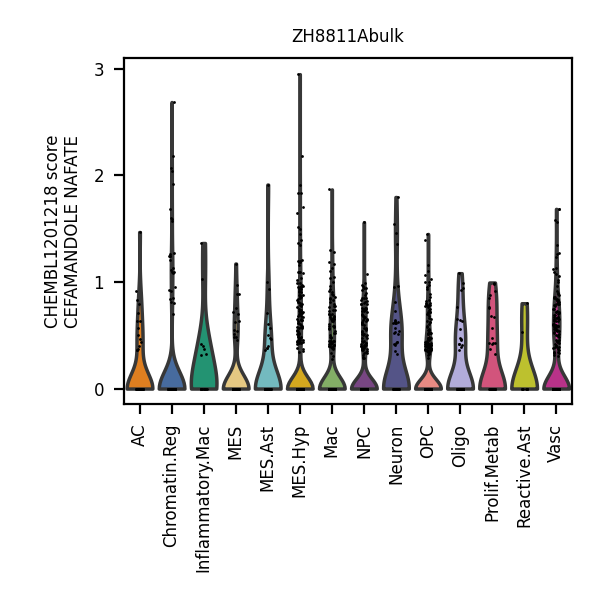 ZH8811Abulk
CHEMBL1201218 score
CEFAMANDOLE NAFATE
3
2
1
0
AC
Chromatin.Reg
Inflammatory.Mac
MES
MES.Ast
MES.Hyp
Mac
NPC
Neuron
OPC
Oligo
Prolif.Metab
Reactive.Ast
Vasc